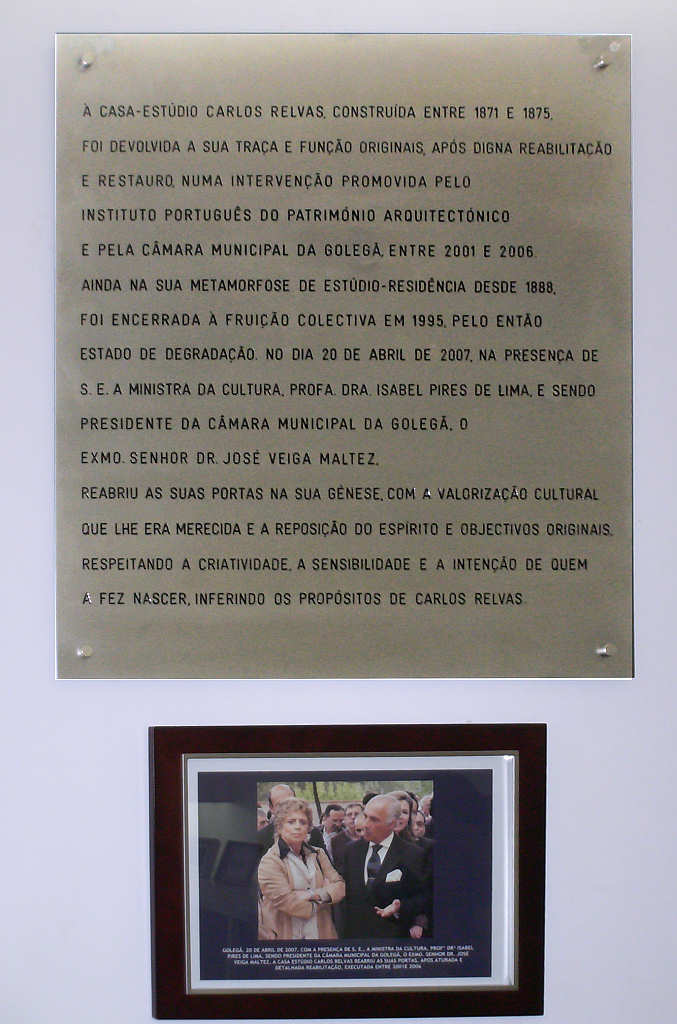 À CASA-ESTÚDIO CARLOS RELVAS, CONSTRUÍDA ENTRE 1871 E 1875,
FOI DEVOLVIDA A SUA TRAÇA E FUNÇÃO ORIGINAIS, APÓS DIGNA REABILITAÇÃO
E RESTAURO, NUMA INTERVENÇÃO PROMOVIDA PELO
INSTITUTO PORTUGUÊS DO PATRIMÓNIO ARQUITECTÓNICO
E PELA CÂMARA MUNICIPAL DA GOLEGÃ, ENTRE 2001 E 2006.
AINDA NA SUA METAMORFOSE DE ESTÚDIO-RESIDÊNCIA DESDE 1888,
FOI ENCERRADA À FRUIÇÃO COLECTIVA EM 1995, PELO ENTÃO
ESTADO DE DEGRADAÇÃO. NO DIA 20 DE ABRIL DE 2007, NA PRESENÇA DE
S. E. A MINISTRA DA CULTURA, PROFA. DRA. ISABEL PIRES DE LIMA, E SENDO
PRESIDENTE DA CÂMARA MUNICIPAL DA GOLEGÃ, O
EXMO. SENHOR DR. JOSÉ VEIGA MALTEZ,
REABRIU AS SUAS PORTAS NA SUA GÉNESE, COM A VALORIZAÇÃO CULTURAL
QUE LHE ERA MERECIDA E A REPOSIÇÃO DO ESPÍRITO E OBJECTIVOS ORIGINAIS,
RESPEITANDO A CRIATIVIDADE, A SENSIBILIDADE E A INTENÇÃO DE QUEM
A FEZ NASCER, INFERINDO OS PROPÓSITOS DE CARLOS RELVAS.
GOLEGÃ, 20 DE ABRIL DE 2007, COM A PRESENÇA DE S. E., A MINISTRA DA CULTURA, PROFª DRª ISABEL
PIRES DE LIMA, SENDO PRESIDENTE DA CÂMARA MUNICIPAL DA GOLEGÃ, O EXMO. SENHOR DR. JOSÉ
VEIGA MALTEZ, A CASA ESTÚDIO CARLOS RELVAS REABRIU AS SUAS PORTAS, APÓS ATURADA E
DETALHADA REABILITAÇÃO, EXECUTADA ENTRE 2001E 2006